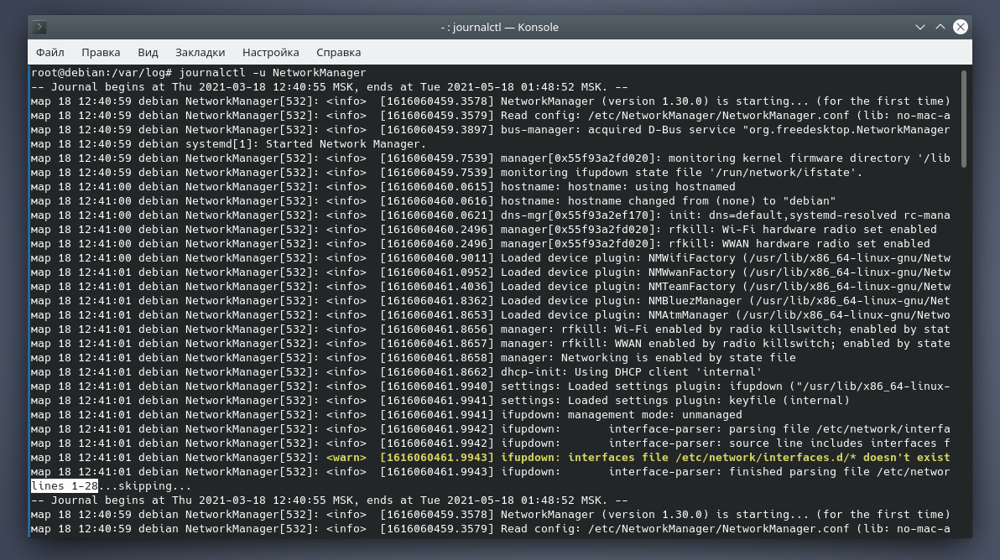 - : journalctl — Konsole
Файл Правка Вид Закладки Настройка Справка
root@debian:/var/log# journalctl -u NetworkManager
-- Journal begins at Thu 2021-03-18 12:40:55 MSK, ends at Tue 2021-05-18 01:48:52 MSK. --
мар 18 12:40:59 debian NetworkManager[532]: <info>  [1616060459.3578] NetworkManager (version 1.30.0) is starting... (for the first time)
мар 18 12:40:59 debian NetworkManager[532]: <info>  [1616060459.3579] Read config: /etc/NetworkManager/NetworkManager.conf (lib: no-mac-a
мар 18 12:40:59 debian NetworkManager[532]: <info>  [1616060459.3897] bus-manager: acquired D-Bus service "org.freedesktop.NetworkManager
мар 18 12:40:59 debian systemd[1]: Started Network Manager.
мар 18 12:40:59 debian NetworkManager[532]: <info>  [1616060459.7539] manager[0x55f93a2fd020]: monitoring kernel firmware directory '/lib
мар 18 12:40:59 debian NetworkManager[532]: <info>  [1616060459.7539] monitoring ifupdown state file '/run/network/ifstate'.
мар 18 12:41:00 debian NetworkManager[532]: <info>  [1616060460.0615] hostname: hostname: using hostnamed
мар 18 12:41:00 debian NetworkManager[532]: <info>  [1616060460.0616] hostname: hostname changed from (none) to "debian"
мар 18 12:41:00 debian NetworkManager[532]: <info>  [1616060460.0621] dns-mgr[0x55f93a2ef170]: init: dns=default,systemd-resolved rc-mana
мар 18 12:41:00 debian NetworkManager[532]: <info>  [1616060460.2496] manager[0x55f93a2fd020]: rfkill: Wi-Fi hardware radio set enabled
мар 18 12:41:00 debian NetworkManager[532]: <info>  [1616060460.2496] manager[0x55f93a2fd020]: rfkill: WWAN hardware radio set enabled
мар 18 12:41:00 debian NetworkManager[532]: <info>  [1616060460.9011] Loaded device plugin: NMWifiFactory (/usr/lib/x86_64-linux-gnu/Netw
мар 18 12:41:01 debian NetworkManager[532]: <info>  [1616060461.0952] Loaded device plugin: NMWwanFactory (/usr/lib/x86_64-linux-gnu/Netw
мар 18 12:41:01 debian NetworkManager[532]: <info>  [1616060461.4036] Loaded device plugin: NMTeamFactory (/usr/lib/x86_64-linux-gnu/Netw
мар 18 12:41:01 debian NetworkManager[532]: <info>  [1616060461.8362] Loaded device plugin: NMBluezManager (/usr/lib/x86_64-linux-gnu/Net
мар 18 12:41:01 debian NetworkManager[532]: <info>  [1616060461.8653] Loaded device plugin: NMAtmManager (/usr/lib/x86_64-linux-gnu/Netwo
мар 18 12:41:01 debian NetworkManager[532]: <info>  [1616060461.8656] manager: rfkill: Wi-Fi enabled by radio killswitch; enabled by stat
мар 18 12:41:01 debian NetworkManager[532]: <info>  [1616060461.8657] manager: rfkill: WWAN enabled by radio killswitch; enabled by state
мар 18 12:41:01 debian NetworkManager[532]: <info>  [1616060461.8658] manager: Networking is enabled by state file
мар 18 12:41:01 debian NetworkManager[532]: <info>  [1616060461.8662] dhcp-init: Using DHCP client 'internal'
мар 18 12:41:01 debian NetworkManager[532]: <info>  [1616060461.9940] settings: Loaded settings plugin: ifupdown ("/usr/lib/x86_64-linux-
мар 18 12:41:01 debian NetworkManager[532]: <info>  [1616060461.9941] settings: Loaded settings plugin: keyfile (internal)
мар 18 12:41:01 debian NetworkManager[532]: <info>  [1616060461.9941] ifupdown: management mode: unmanaged
мар 18 12:41:01 debian NetworkManager[532]: <info>  [1616060461.9942] ifupdown:       interface-parser: parsing file /etc/network/interfa
мар 18 12:41:01 debian NetworkManager[532]: <info>  [1616060461.9942] ifupdown:       interface-parser: source line includes interfaces f
мар 18 12:41:01 debian NetworkManager[532]: <warn>  [1616060461.9943] ifupdown: interfaces file /etc/network/interfaces.d/* doesn't exist
мар 18 12:41:01 debian NetworkManager[532]: <info>  [1616060461.9943] ifupdown:       interface-parser: finished parsing file /etc/networ
lines 1-28...skipping...
-- Journal begins at Thu 2021-03-18 12:40:55 MSK, ends at Tue 2021-05-18 01:48:52 MSK. --
мар 18 12:40:59 debian NetworkManager[532]: <info>  [1616060459.3578] NetworkManager (version 1.30.0) is starting... (for the first time)
мар 18 12:40:59 debian NetworkManager[532]: <info>  [1616060459.3579] Read config: /etc/NetworkManager/NetworkManager.conf (lib: no-mac-a